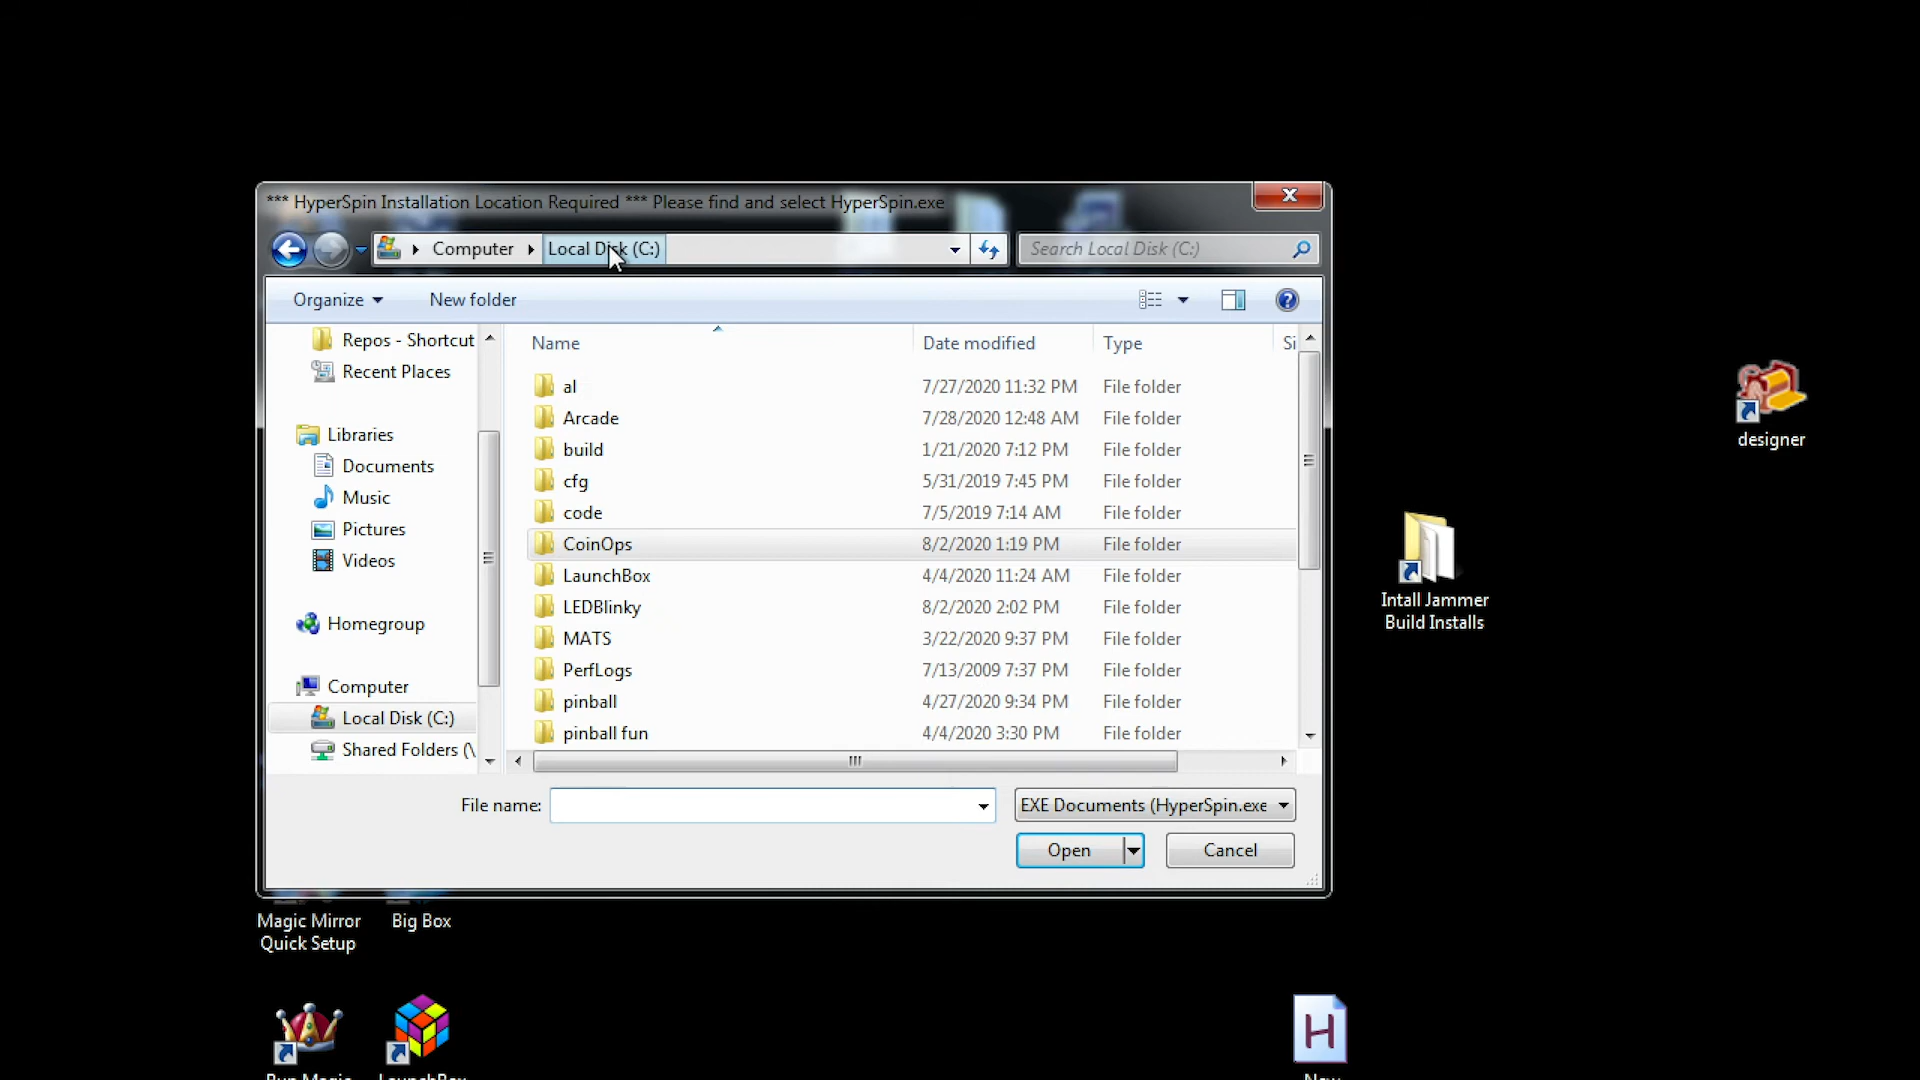 *** HyperSpin Installation Location Required *** Please find and select HyperSpin.exe
Computer
Local Disk (C:)
Search Local Disk (C:)
Organize
New folder
Repos - Shortcut
Recent Places
Libraries
Documents
Music
Pictures
Videos
Homegroup
Computer
Local Disk (C:)
Shared Folders (\
Name Date modified Type Si
al 7/27/2020 11:32 PM File folder
Arcade 7/28/2020 12:48 AM File folder
build 1/21/2020 7:12 PM File folder
cfg 5/31/2019 7:45 PM File folder
code 7/5/2019 7:14 AM File folder
CoinOps 8/2/2020 1:19 PM File folder
LaunchBox 4/4/2020 11:24 AM File folder
LEDBlinky 8/2/2020 2:02 PM File folder
MATS 3/22/2020 9:37 PM File folder
PerfLogs 7/13/2009 7:37 PM File folder
pinball 4/27/2020 9:34 PM File folder
pinball fun 4/4/2020 3:30 PM File folder
File name:
EXE Documents (HyperSpin.exe
Open
Cancel
designer
Intall Jammer
Build Installs
Magic Mirror
Quick Setup
Big Box
H
Run Magic
LaunchBox
New